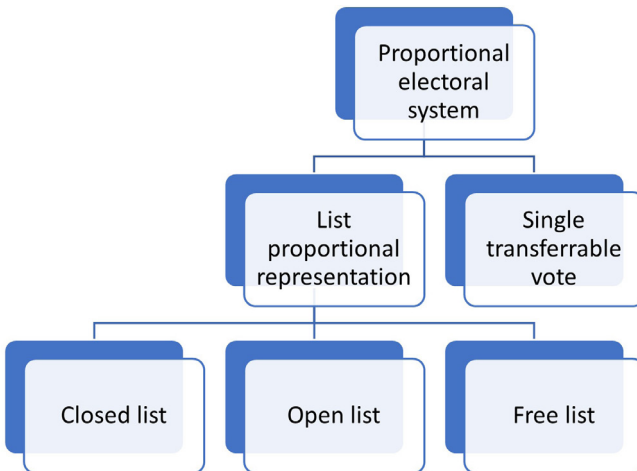 Proportional
electoral
system
List
proportional
representation
Single
transferrable
vote
Closed list
Open list
Free list